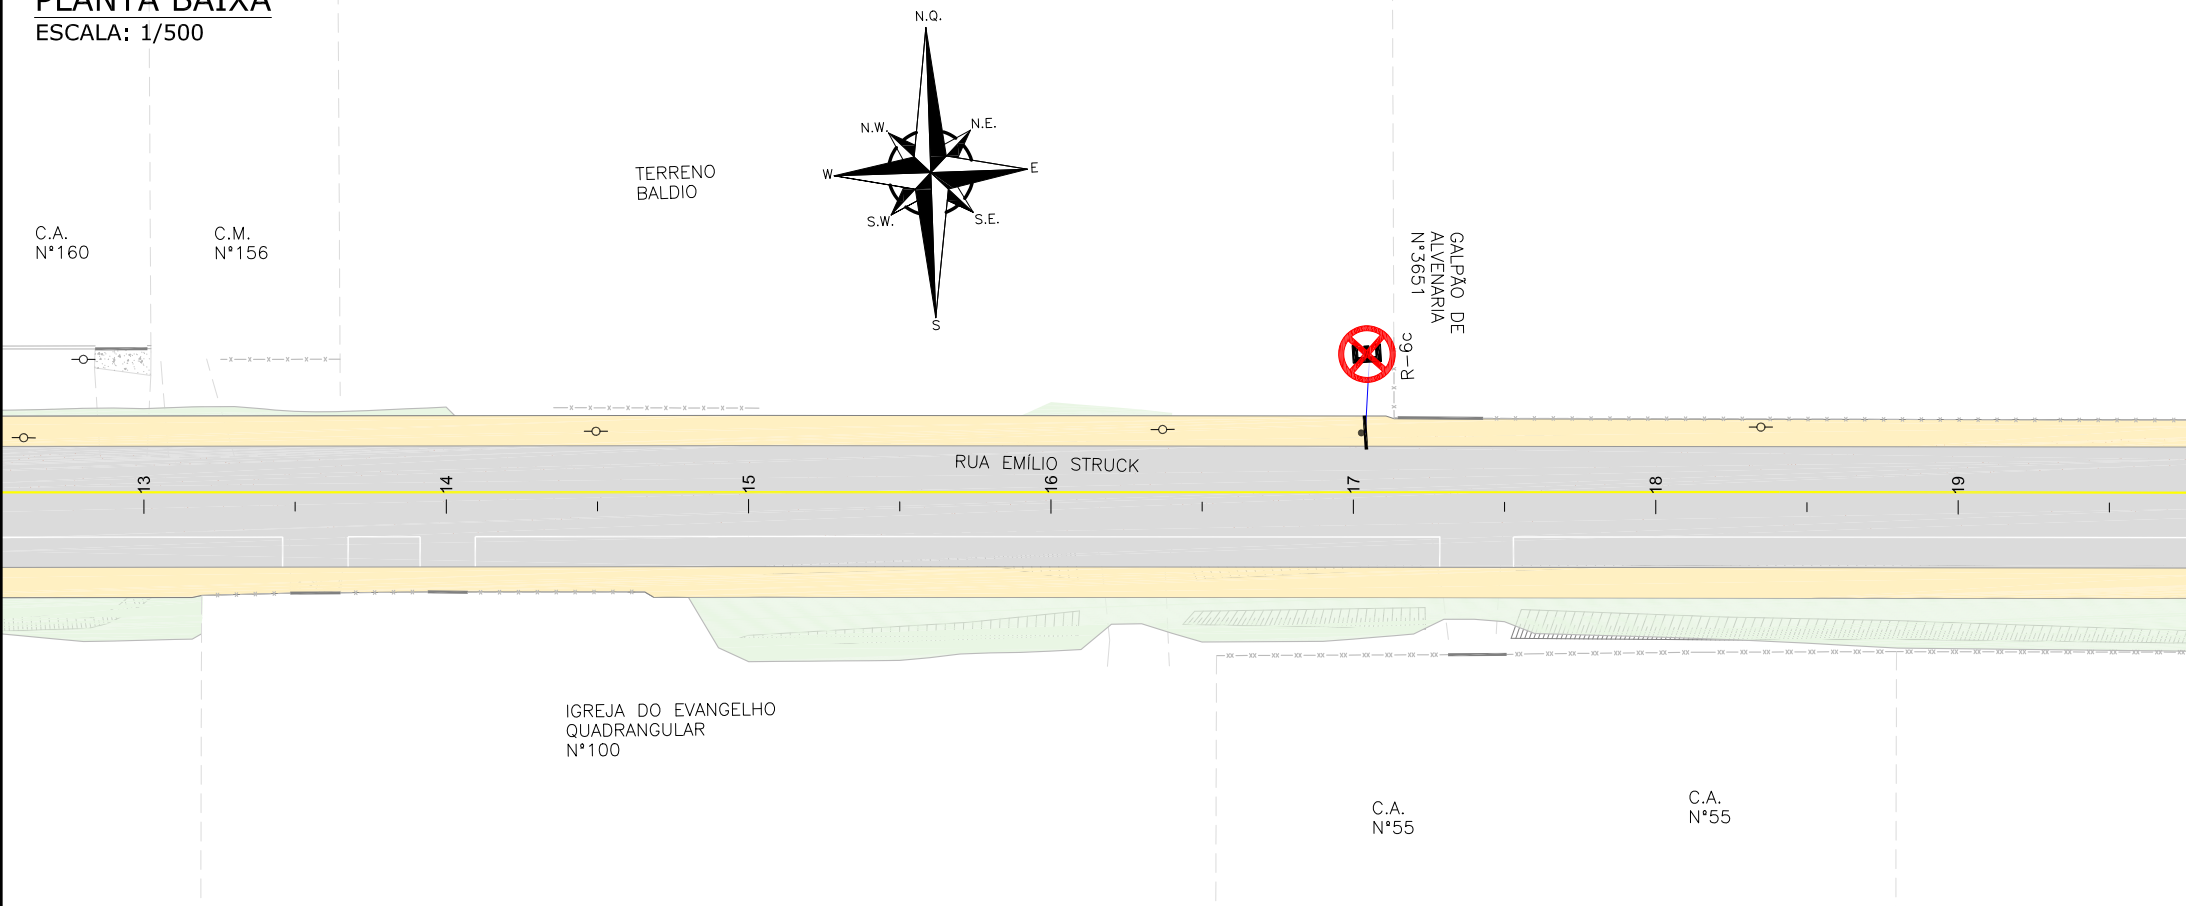 PLANTA BAIXA
ESCALA: 1/500
N.Q.
N.W.
N.E.
W
E
S.W.
S.E.
S
TERRENO
BALDIO
C.A.
N°160
C.M.
N°156
GALPÃO DE
ALVENARIA
N°3651
R-6c
RUA EMÍLIO STRUCK
13
14
15
16
17
18
19
IGREJA DO EVANGELHO
QUADRANGULAR
N°100
C.A.
N°55
C.A.
N°55